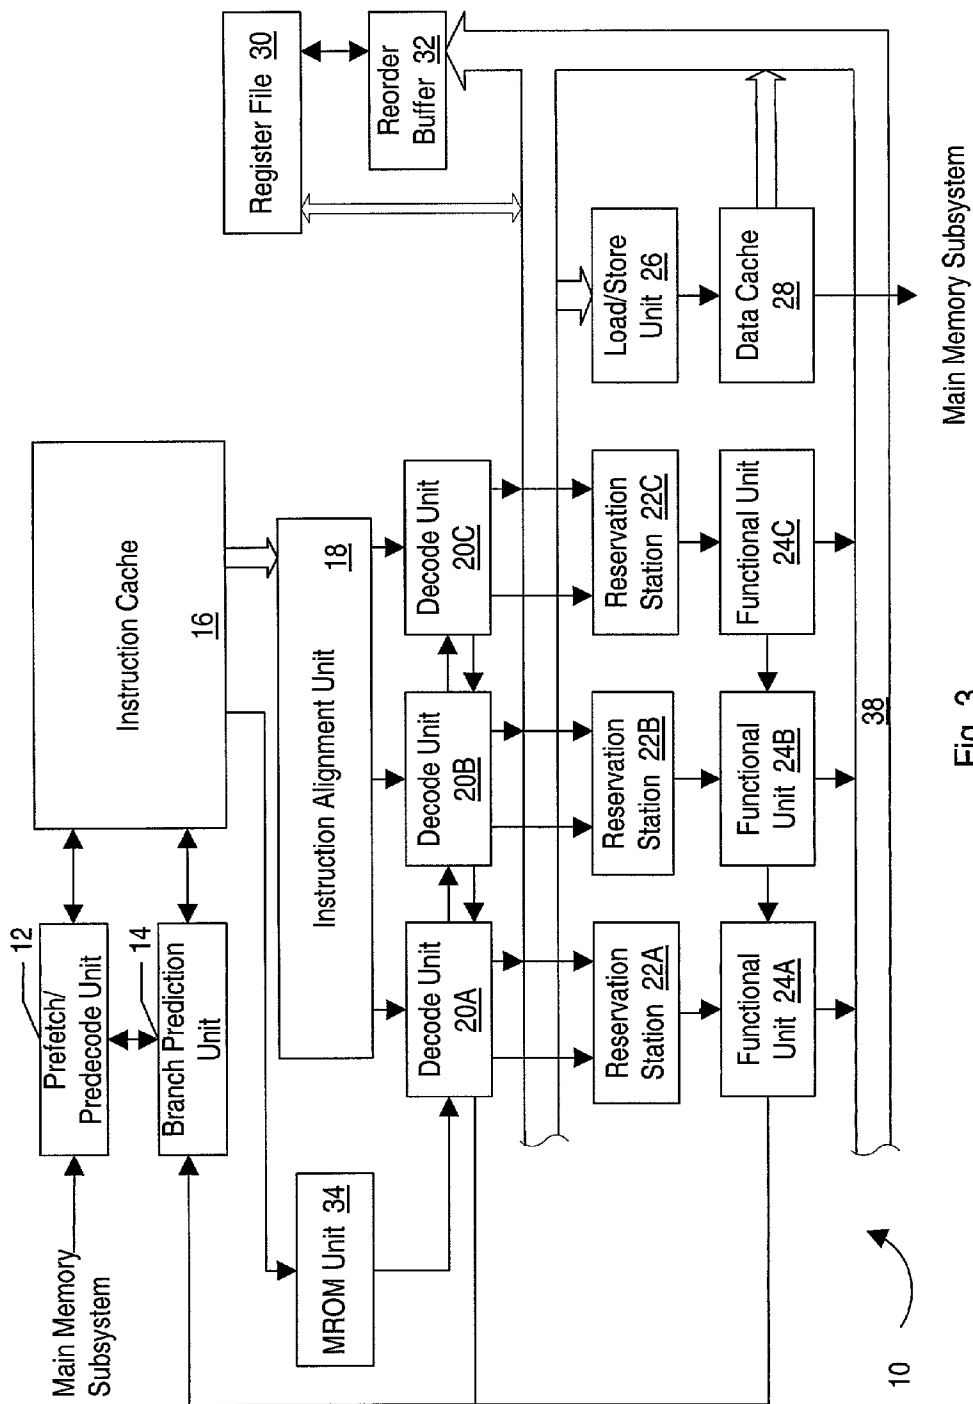 Main Memory
Subsystem
12
Prefetch/
Predecode Unit
14
Branch Prediction
Unit
Instruction Cache
16
Register File 30
Reorder
Buffer 32
MROM Unit 34
Instruction Alignment Unit
18
Decode Unit
20A
Decode Unit
20B
Decode Unit
20C
Reservation
Station 22A
Reservation
Station 22B
Reservation
Station 22C
Load/Store
Unit 26
Functional
Unit 24A
Functional
Unit 24B
Functional Unit
24C
Data Cache
28
38
10
Main Memory Subsystem
Fig. 3